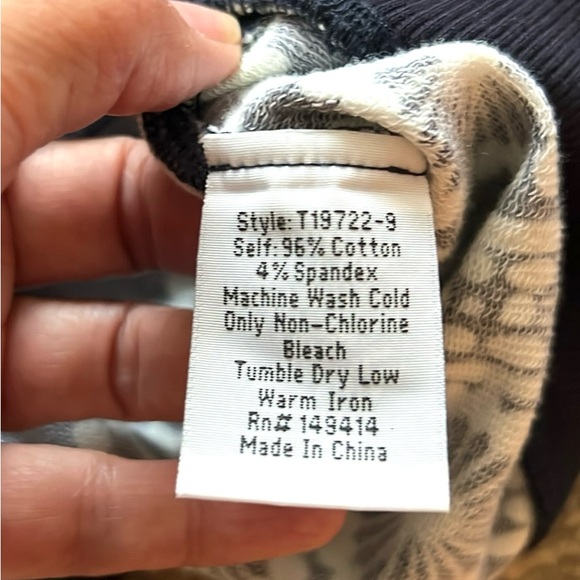 Style: T19722-9
Self: 96% Cotton
4% Spandex
Machine Wash Cold
Only Non-Chlorine
Bleach
Tumble Dry Low
Warm Iron
Rn# 149414
Made In China